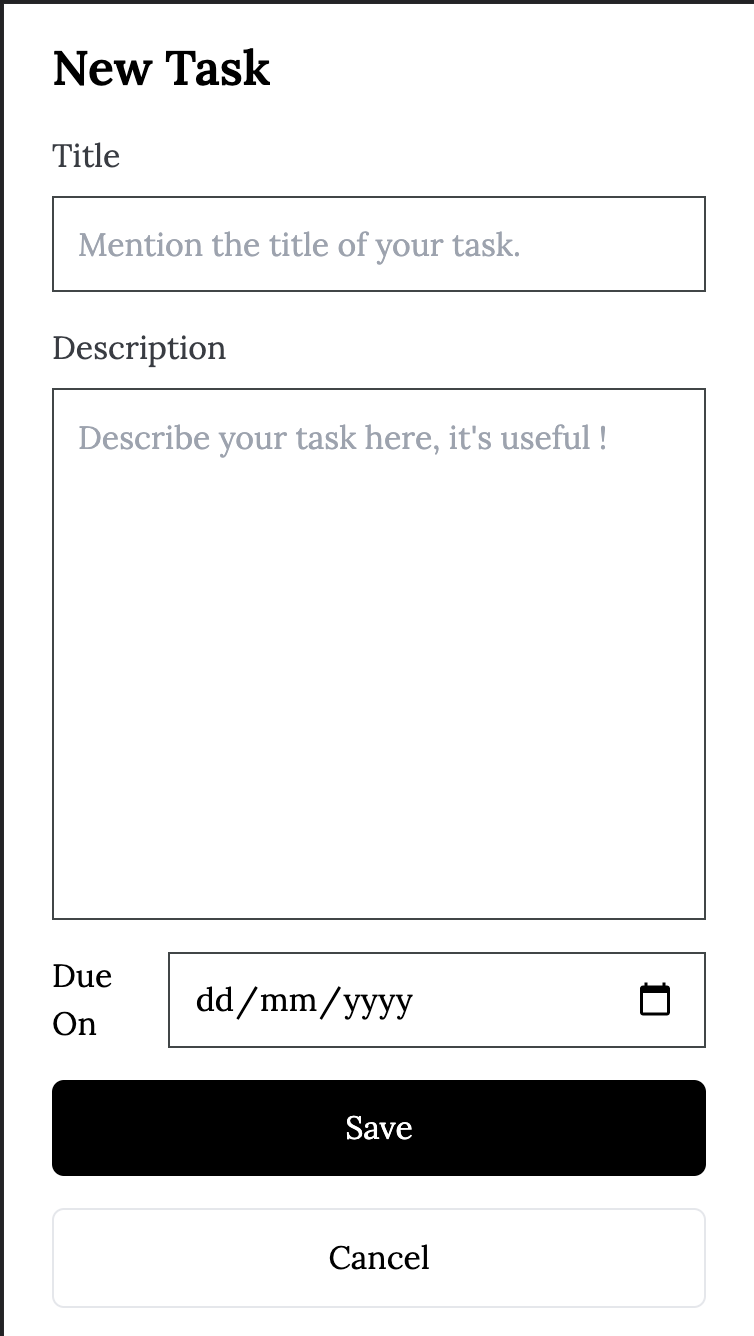 New Task
Title
Mention the title of your task.
Description
Describe your task here, it's useful !
Due
On
dd/mm/yyyy
Save
Cancel